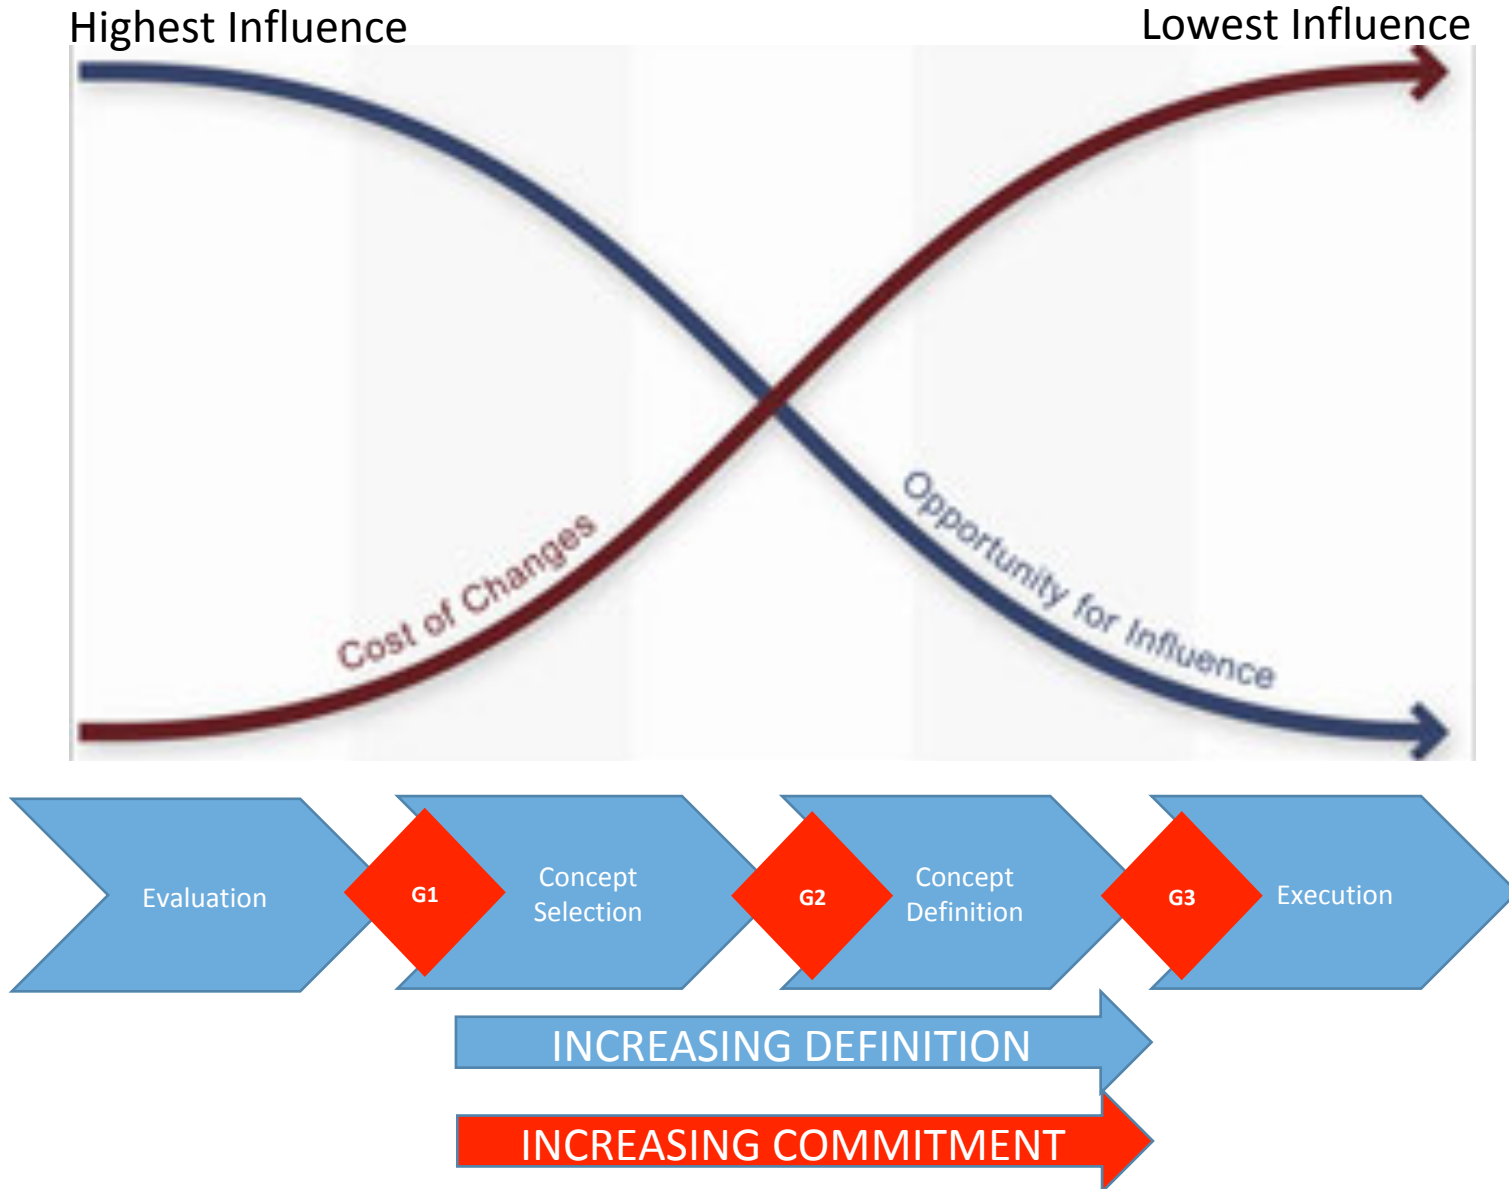 Highest Influence
Lowest Influence
Cost of Changes
Opportunity for Influence
Evaluation
G1
Concept
Selection
G2
Concept
Definition
G3
Execution
INCREASING DEFINITION
INCREASING COMMITMENT